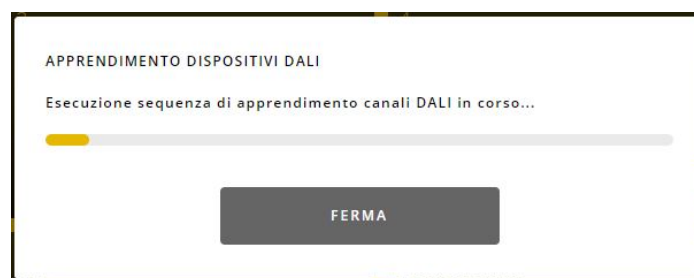 APPRENDIMENTO DISPOSITIVI DALI
Esecuzione sequenza di apprendimento canali DALI in corso...
FERMA